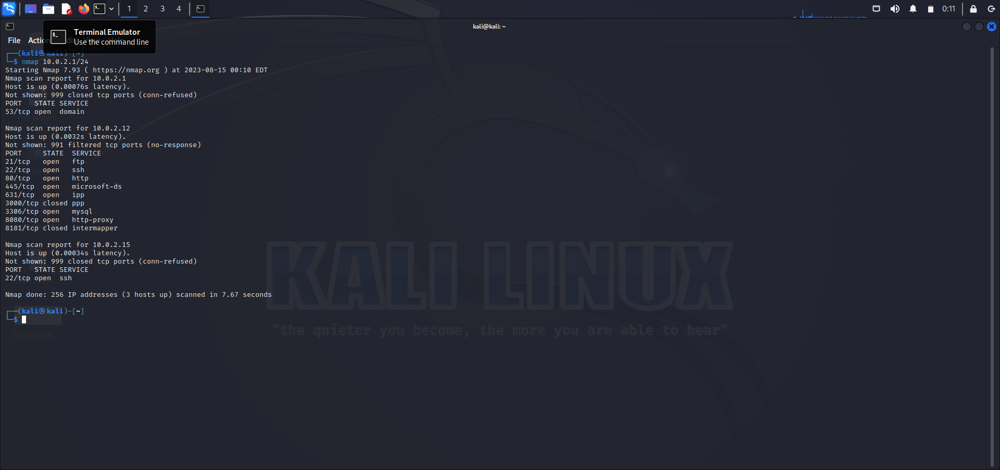 1 2 3 4
0:11
kali@kali: ~
Terminal Emulator
Use the command line
File Actions Edit View Help
┌──(kali㉿kali)-[~]
└─$ nmap 10.0.2.1/24
Starting Nmap 7.93 ( https://nmap.org ) at 2023-08-15 00:10 EDT
Nmap scan report for 10.0.2.1
Host is up (0.00076s latency).
Not shown: 999 closed tcp ports (conn-refused)
PORT   STATE SERVICE
53/tcp open  domain
File System
Nmap scan report for 10.0.2.12
Host is up (0.0032s latency).
Not shown: 991 filtered tcp ports (no-response)
PORT     STATE  SERVICE
21/tcp   open   ftp
22/tcp   open   ssh
80/tcp   open   http
445/tcp  open   microsoft-ds
631/tcp  open   ipp
3000/tcp closed ppp
3306/tcp open   mysql
8080/tcp open   http-proxy
8181/tcp closed intermapper
Nmap scan report for 10.0.2.15
Host is up (0.00034s latency).
Not shown: 999 closed tcp ports (conn-refused)
PORT   STATE SERVICE
22/tcp open  ssh
Nmap done: 256 IP addresses (3 hosts up) scanned in 7.67 seconds
┌──(kali㉿kali)-[~]
└─$
Screenshot...
KALI LINUX
"the quieter you become, the more you are able to hear"